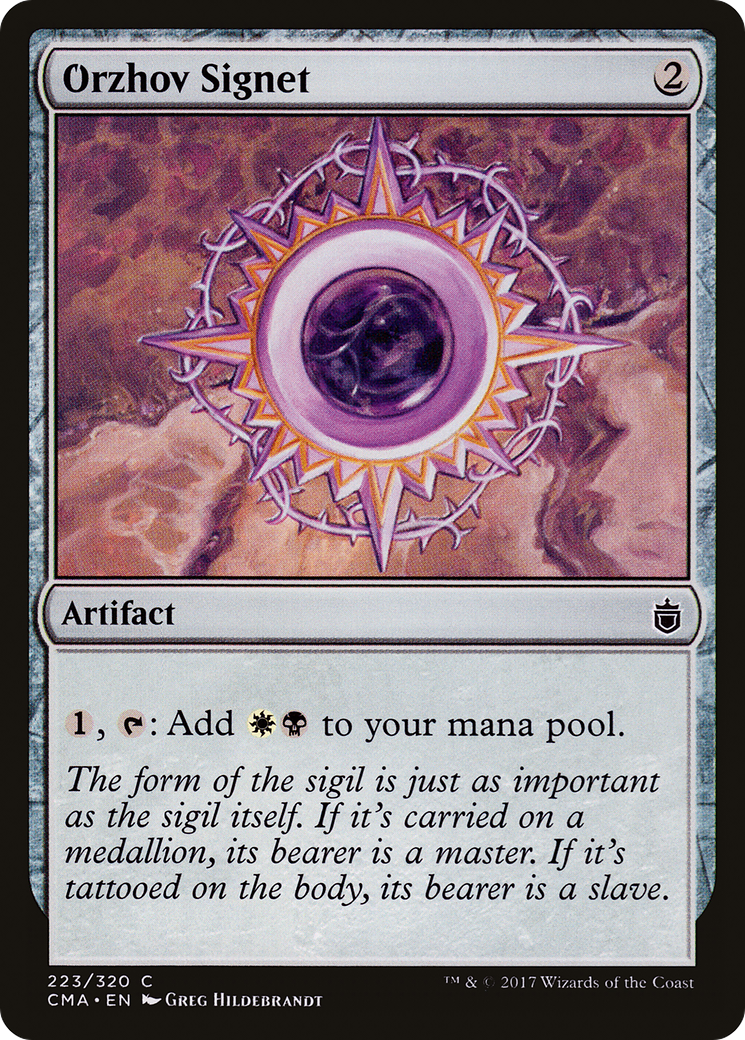 Orzhov Signet 2
Artifact
1, : Add to your mana pool.
The form of the sigil is just as important
as the sigil itself. If it's carried on a
medallion, its bearer is a master. If it's
tattooed on the body, its bearer is a slave.
223/320 C
CMA • EN Greg Hildebrandt
™ & © 2017 Wizards of the Coast